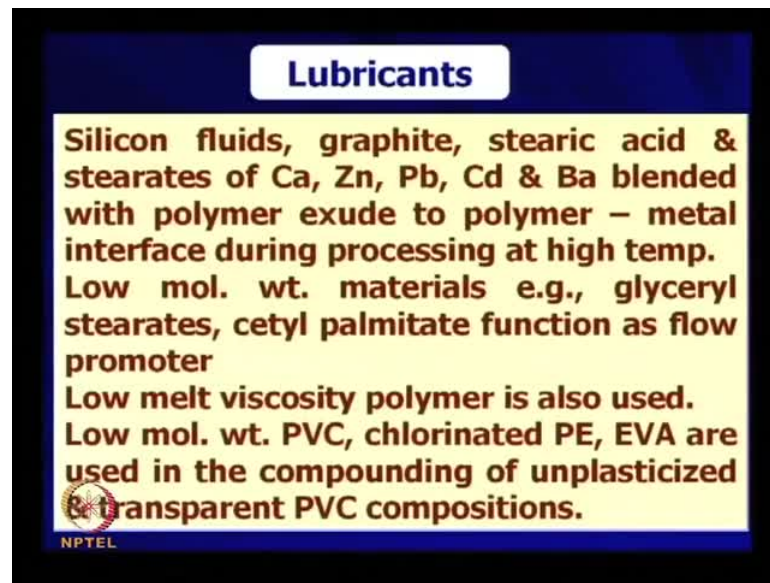 Lubricants
Silicon fluids, graphite, stearic acid &
stearates of Ca, Zn, Pb, Cd & Ba blended
with polymer exude to polymer – metal
interface during processing at high temp.
Low mol. wt. materials e.g., glyceryl
stearates, cetyl palmitate function as flow
promoter
Low melt viscosity polymer is also used.
Low mol. wt. PVC, chlorinated PE, EVA are
used in the compounding of unplasticized
& transparent PVC compositions.
NPTEL